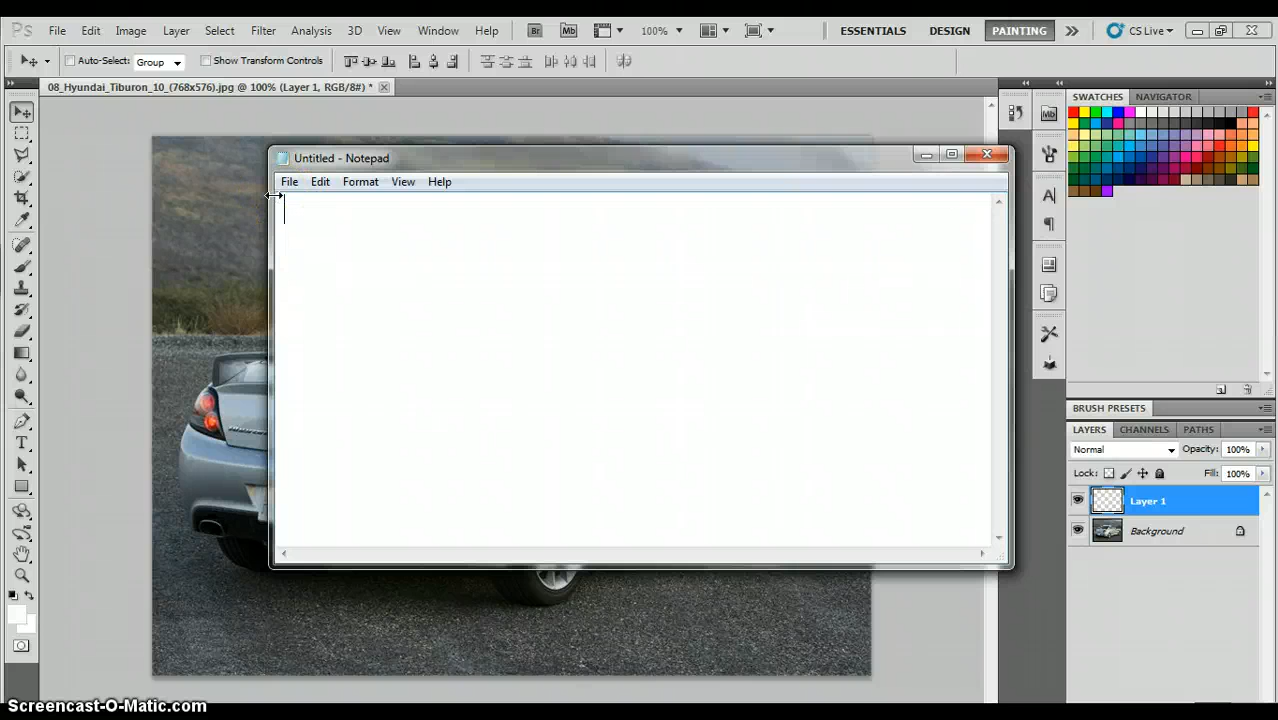 Ps File Edit Image Layer Select Filter Analysis 3D View Window Help Br Mb 100% ESSENTIALS DESIGN PAINTING CS Live
Auto-Select: Group Show Transform Controls
08_Hyundai_Tiburon_10_(768x576).jpg @ 100% (Layer 1, RGB/8#) *
SWATCHES NAVIGATOR
Mb
Untitled - Notepad
File Edit Format View Help
BRUSH PRESETS
LAYERS CHANNELS PATHS
Normal Opacity: 100%
Lock: Fill: 100%
Layer 1
Background
Screencast-O-Matic.com